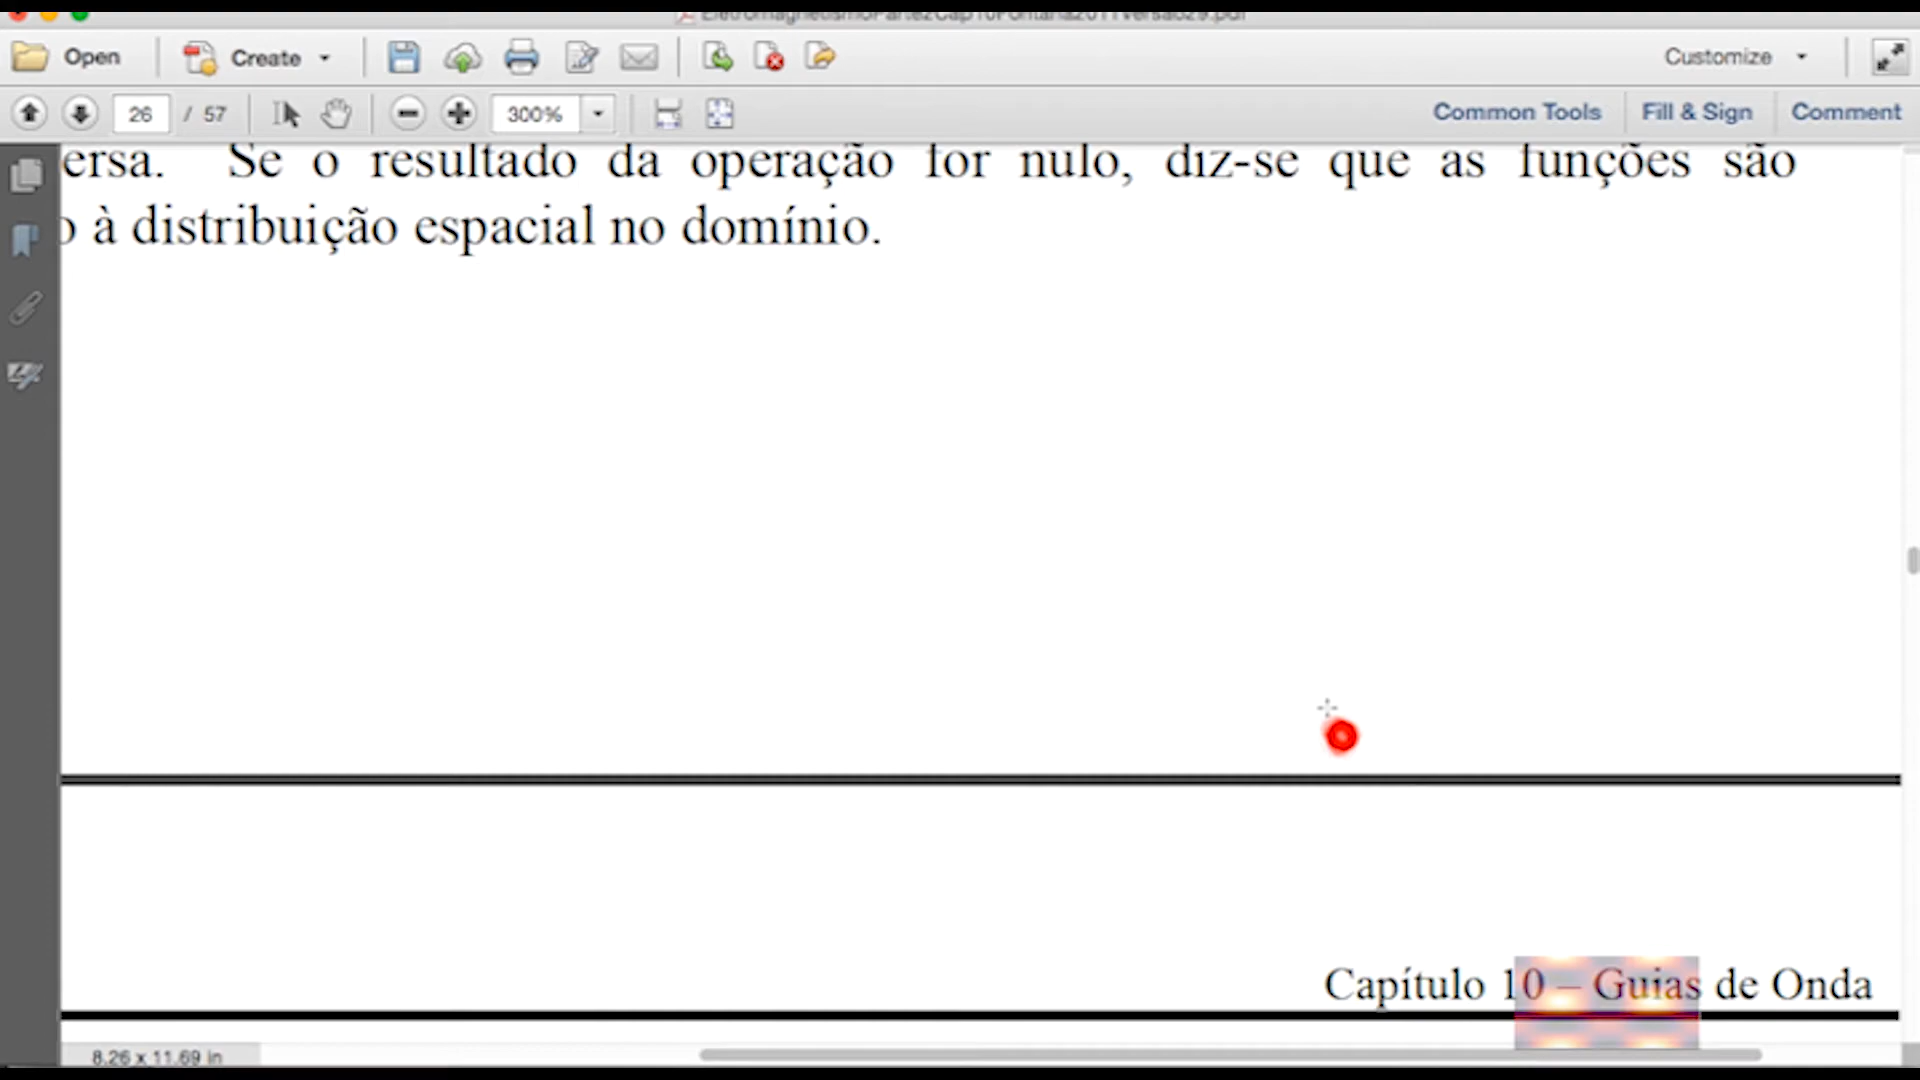 EletromagnetismoParte2Cap10Fontana2011Versao29.pdf
Open Create Customize
26 / 57 300% Common Tools Fill & Sign Comment
ersa. Se o resultado da operação for nulo, diz-se que as funções são
o à distribuição espacial no domínio.
Capítulo 10 – Guias de Onda
8.26 x 11.69 in